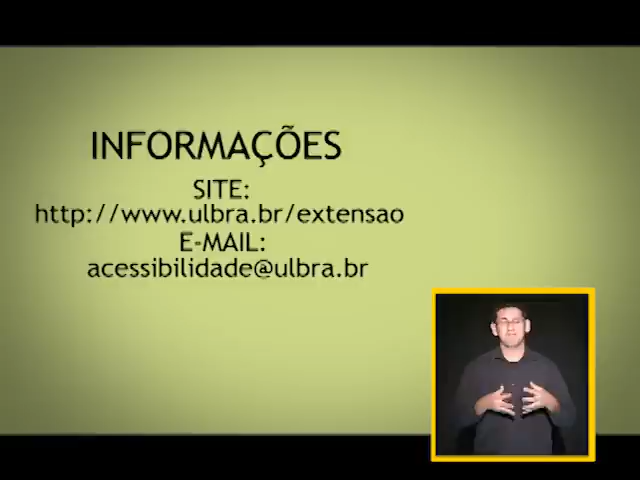 INFORMAÇÕES
SITE:
http://www.ulbra.br/extensao
E-MAIL:
acessibilidade@ulbra.br